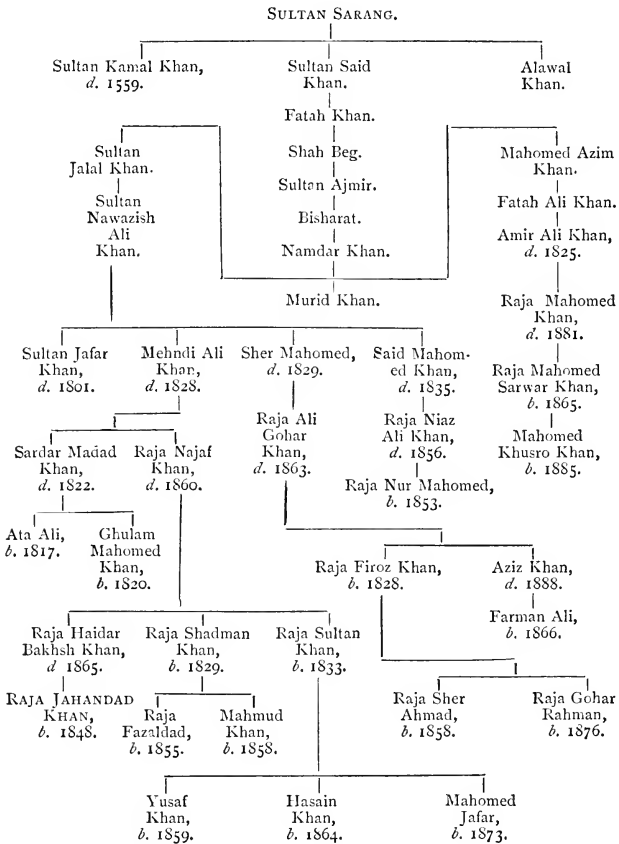 SULTAN SARANG.
Sultan Kamal Khan,
d. 1559.
Sultan Said
Khan.
Alawal
Khan.
Fatah Khan.
Sultan
Jalal Khan.
Shah Beg.
Mahomed Azim
Khan.
Sultan Ajmir.
Sultan
Nawazish
Ali
Khan.
Bisharat.
Fatah Ali Khan.
Namdar Khan.
Amir Ali Khan,
d. 1825.
Murid Khan.
Raja Mahomed
Khan,
d. 1881.
Sultan Jafar
Khan,
d. 1801.
Mehndi Ali
Khan,
d. 1828.
Sher Mahomed,
d. 1829.
Said Mahom-
ed Khan,
d. 1835.
Raja Mahomed
Sarwar Khan,
b. 1865.
Sardar Madad
Khan,
d. 1822.
Raja Najaf
Khan,
d. 1860.
Raja Ali
Gohar
Khan,
d. 1863.
Raja Niaz
Ali Khan,
d. 1856.
Mahomed
Khusro Khan,
b. 1885.
Raja Nur Mahomed,
b. 1853.
Ata Ali,
b. 1817.
Ghulam
Mahomed
Khan,
b. 1820.
Raja Firoz Khan,
b. 1828.
Aziz Khan,
d. 1888.
Farman Ali,
b. 1866.
Raja Haidar
Bakhsh Khan,
d 1865.
Raja Shadman
Khan,
b. 1829.
Raja Sultan
Khan,
b. 1833.
RAJA JAHANDAD
KHAN,
b. 1848.
Raja
Fazaldad,
b. 1855.
Mahmud
Khan,
b. 1858.
Raja Sher
Ahmad,
b. 1858.
Raja Gohar
Rahman,
b. 1876.
Yusaf
Khan,
b. 1859.
Hasain
Khan,
b. 1864.
Mahomed
Jafar,
b. 1873.